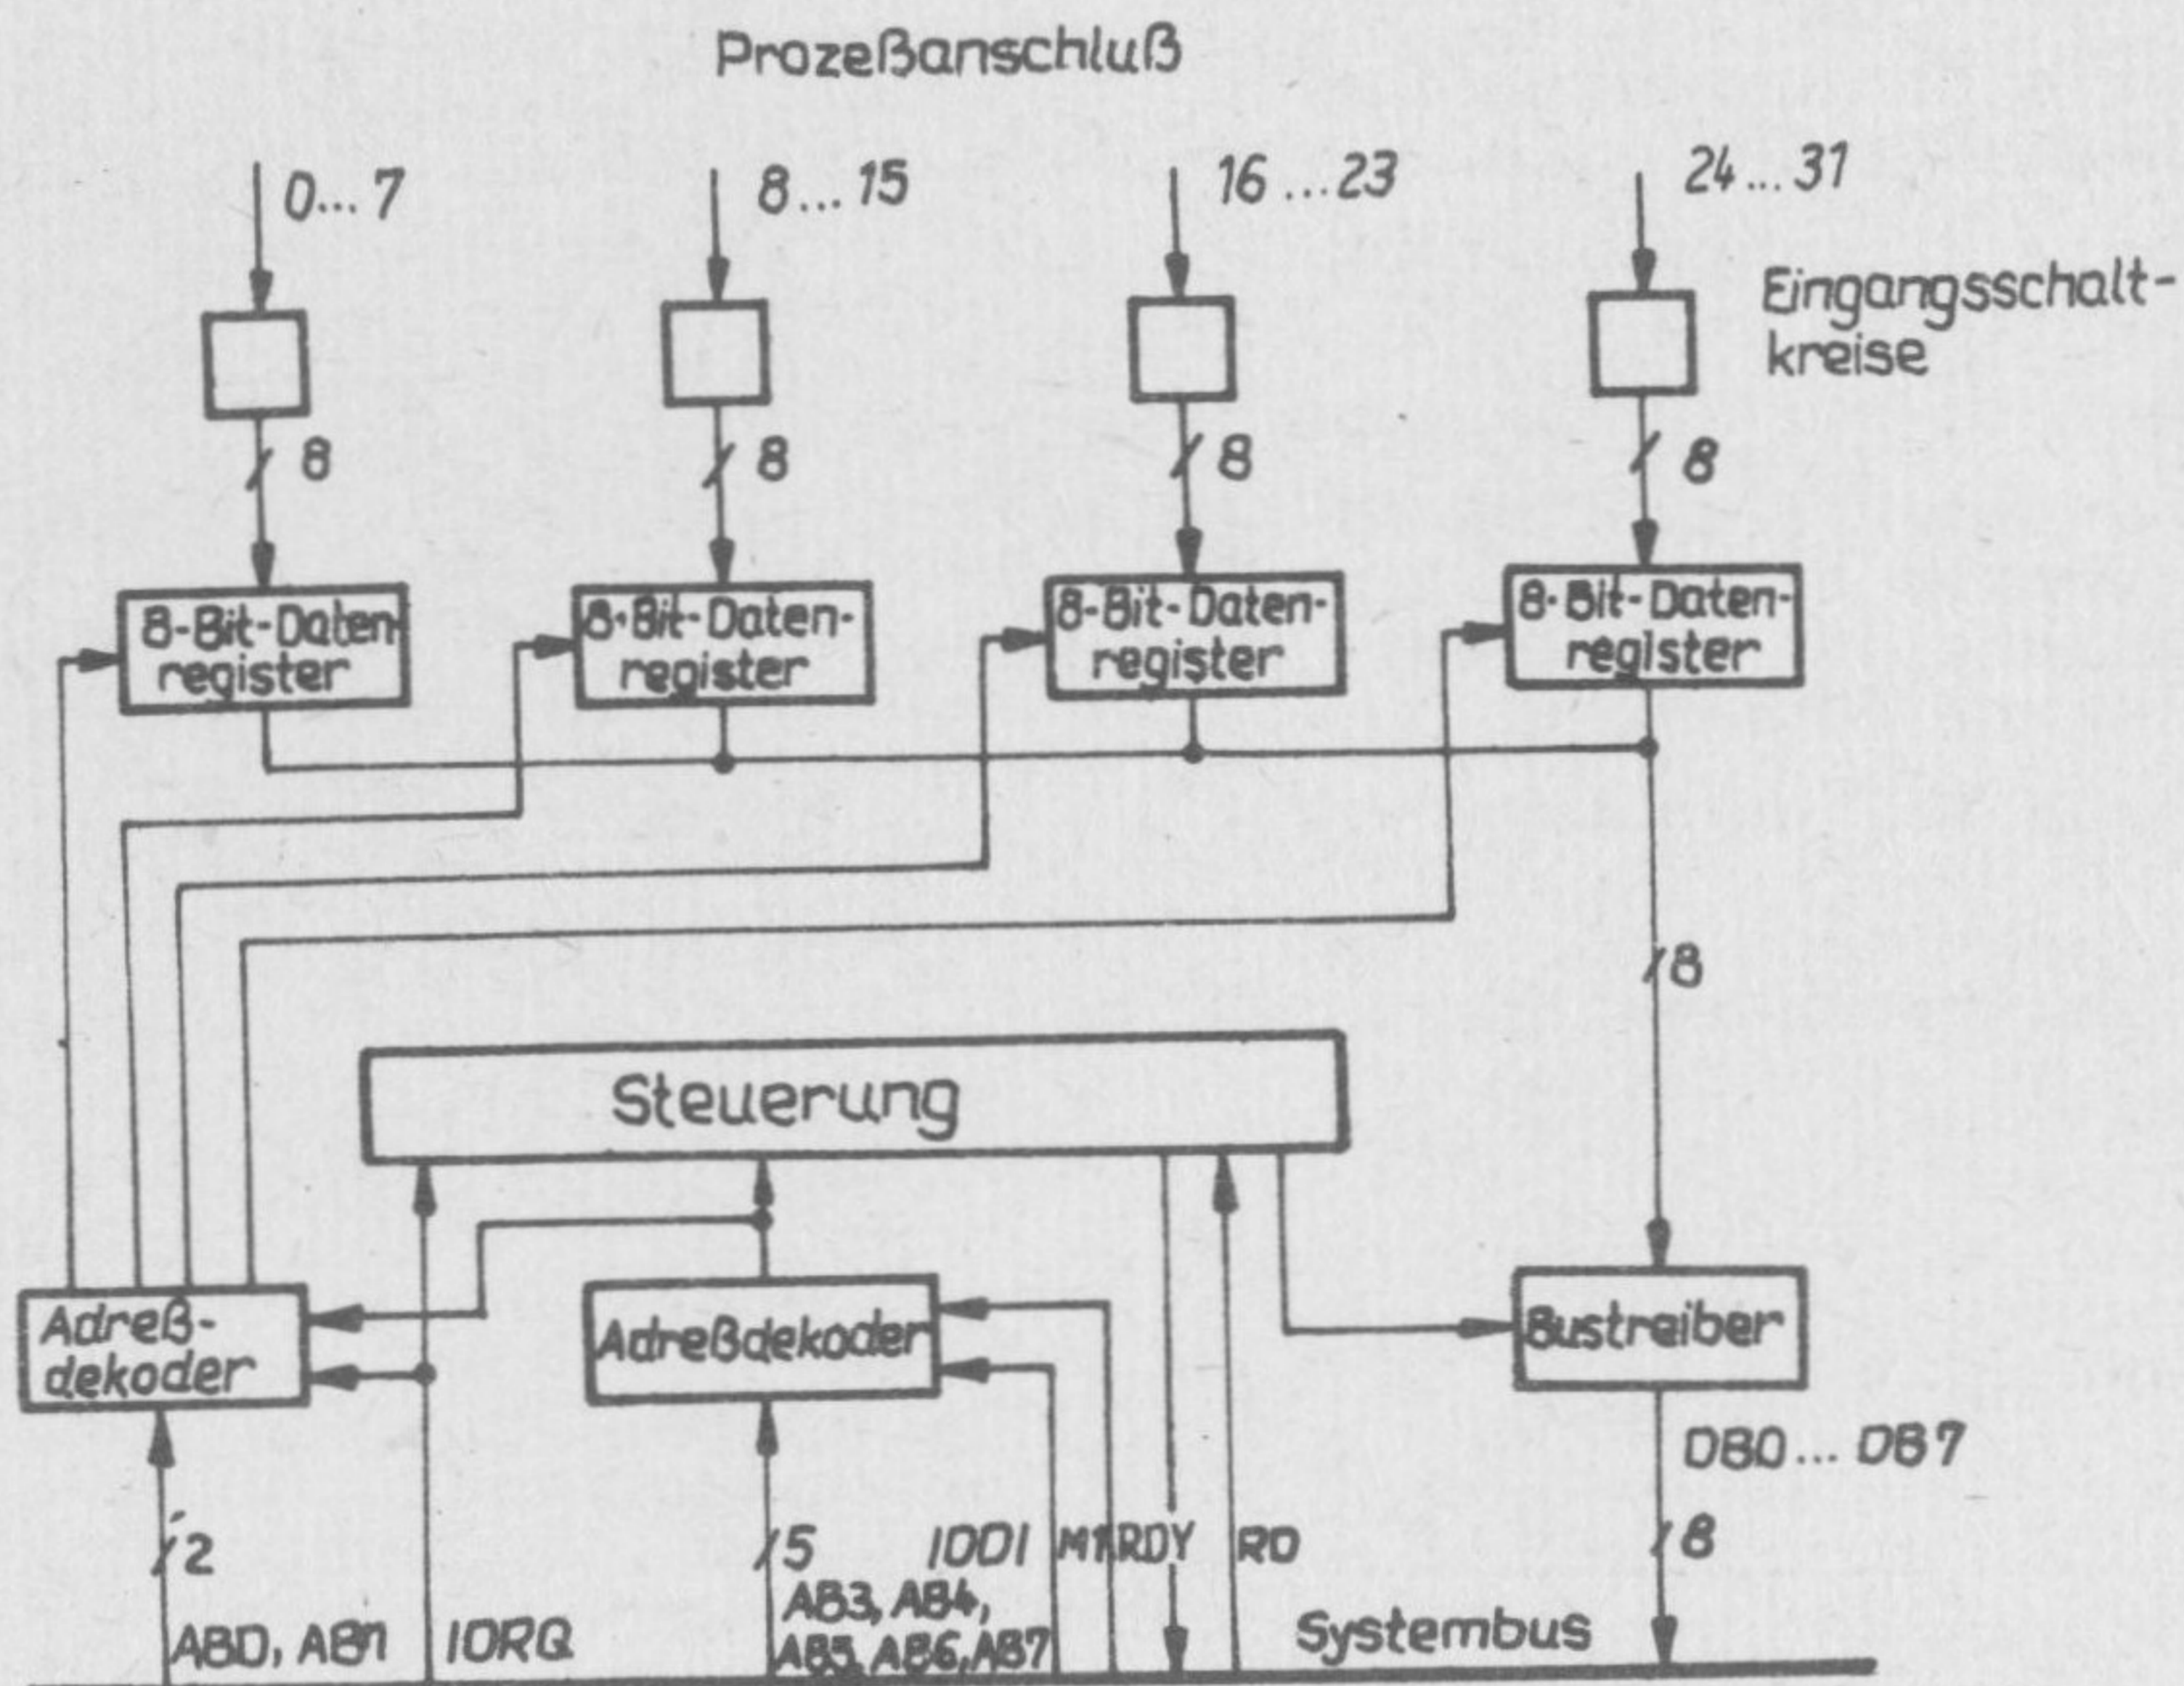 Prozeßanschluß
0...7
8...15
16...23
24...31
Eingangsschalt-
kreise
8
8
8
8
8-Bit-Daten-
register
8-Bit-Daten-
register
8-Bit-Daten-
register
8-Bit-Daten-
register
8
Steuerung
Adreß-
dekoder
Adreßdekoder
Bustreiber
DB0...DB7
2
5
IODI
M1
RDY
RD
8
AB0, AB1
IORQ
AB3, AB4,
AB5, AB6, AB7
Systembus